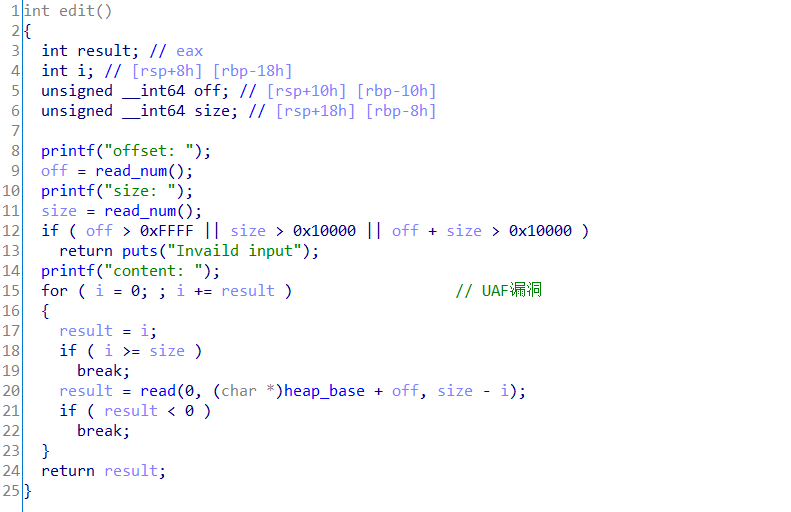 1 int edit()
2 {
3   int result; // eax
4   int i; // [rsp+8h] [rbp-18h]
5   unsigned __int64 off; // [rsp+10h] [rbp-10h]
6   unsigned __int64 size; // [rsp+18h] [rbp-8h]
7
8   printf("offset: ");
9   off = read_num();
10   printf("size: ");
11   size = read_num();
12   if ( off > 0xFFFF || size > 0x10000 || off + size > 0x10000 )
13     return puts("Invaild input");
14   printf("content: ");
15   for ( i = 0; ; i += result )                  // UAF漏洞
16   {
17     result = i;
18     if ( i >= size )
19       break;
20     result = read(0, (char *)heap_base + off, size - i);
21     if ( result < 0 )
22       break;
23   }
24   return result;
25 }